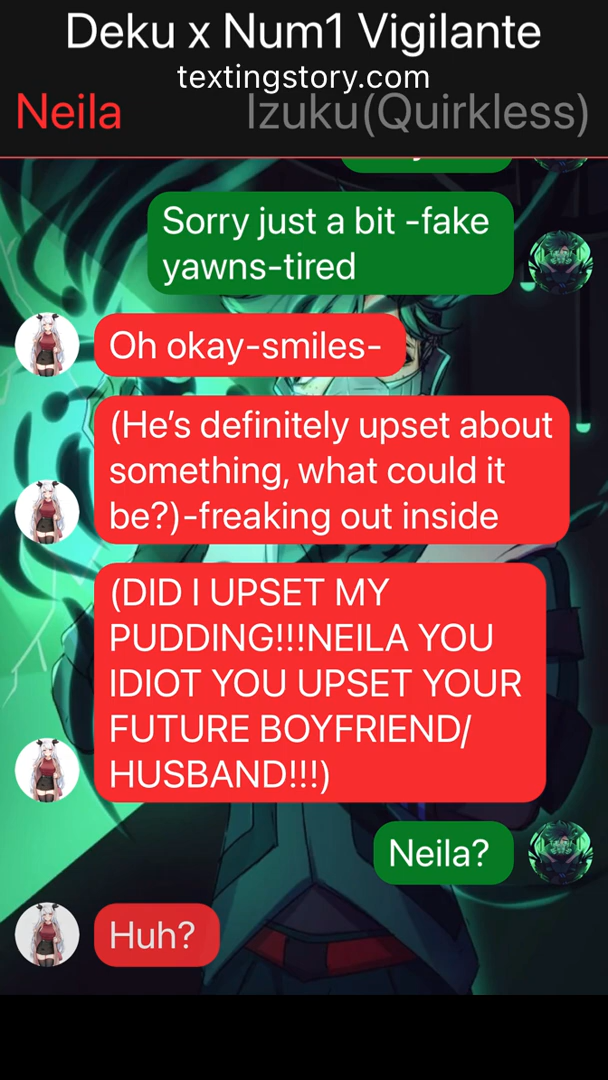 Deku x Num1 Vigilante
textingstory.com
Neila
Izuku(Quirkless)
Sorry just a bit -fake
yawns-tired
Oh okay-smiles-
(He’s definitely upset about
something, what could it
be?)-freaking out inside
(DID I UPSET MY
PUDDING!!!NEILA YOU
IDIOT YOU UPSET YOUR
FUTURE BOYFRIEND/
HUSBAND!!!)
Neila?
Huh?